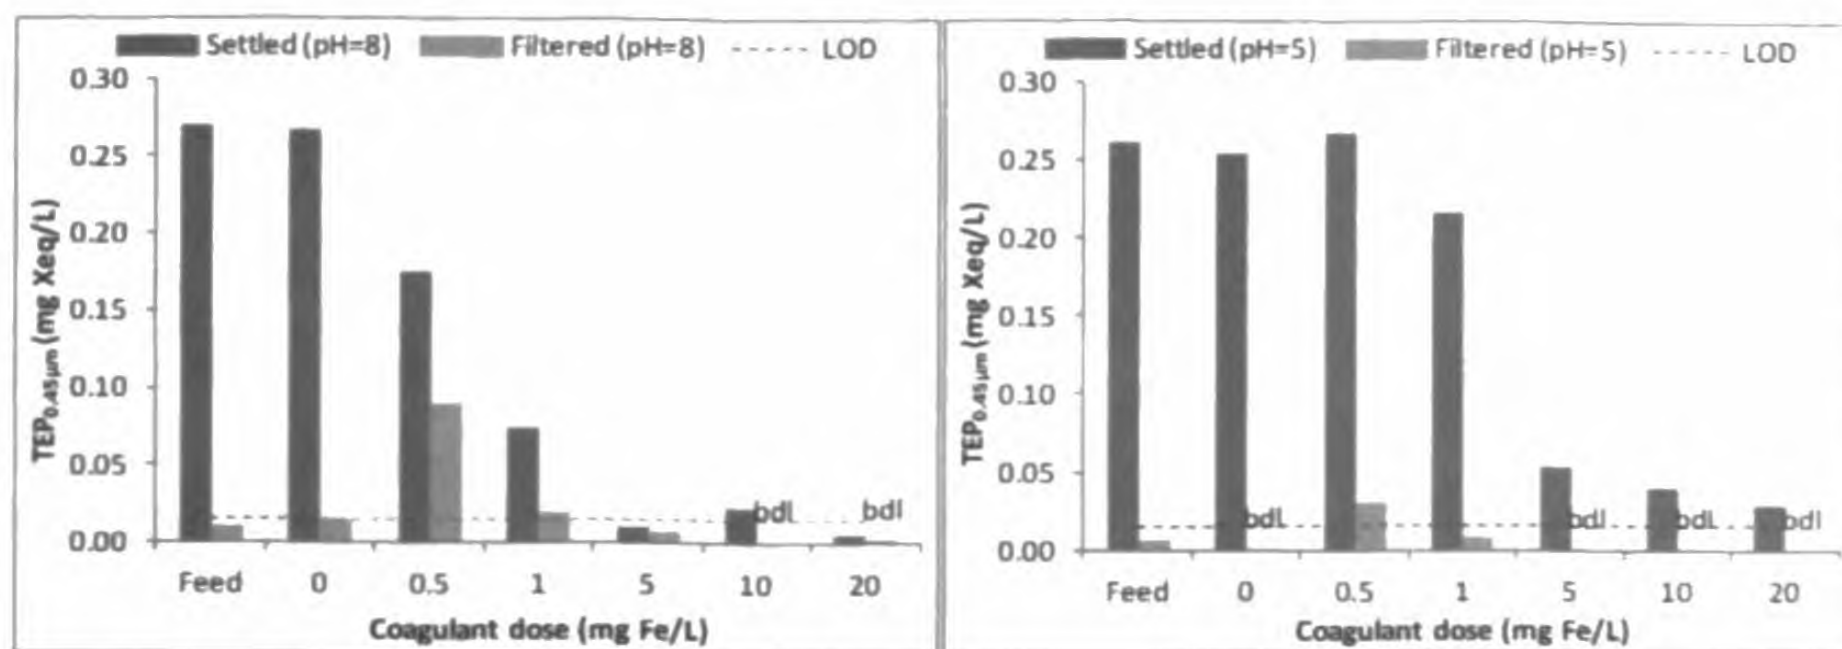 Settled (pH=8) Filtered (pH=8) LOD
0.30
0.25
0.20
0.15
0.10
0.05
0.00
TEP0.45µm (mg Xeq/L)
bdl bdl
Feed 0 0.5 1 5 10 20
Coagulant dose (mg Fe/L)
Settled (pH=5) Filtered (pH=5) LOD
0.30
0.25
0.20
0.15
0.10
0.05
0.00
TEP0.45µm (mg Xeq/L)
bdl bdl bdl bdl
Feed 0 0.5 1 5 10 20
Coagulant dose (mg Fe/L)